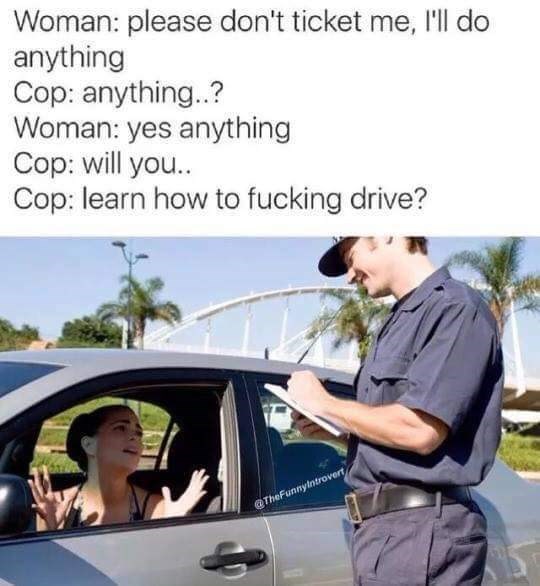 Woman: please don't ticket me, I'll do
anything
Cop: anything..?
Woman: yes anything
Cop: will you..
Cop: learn how to fucking drive?
@TheFunnyIntrovert